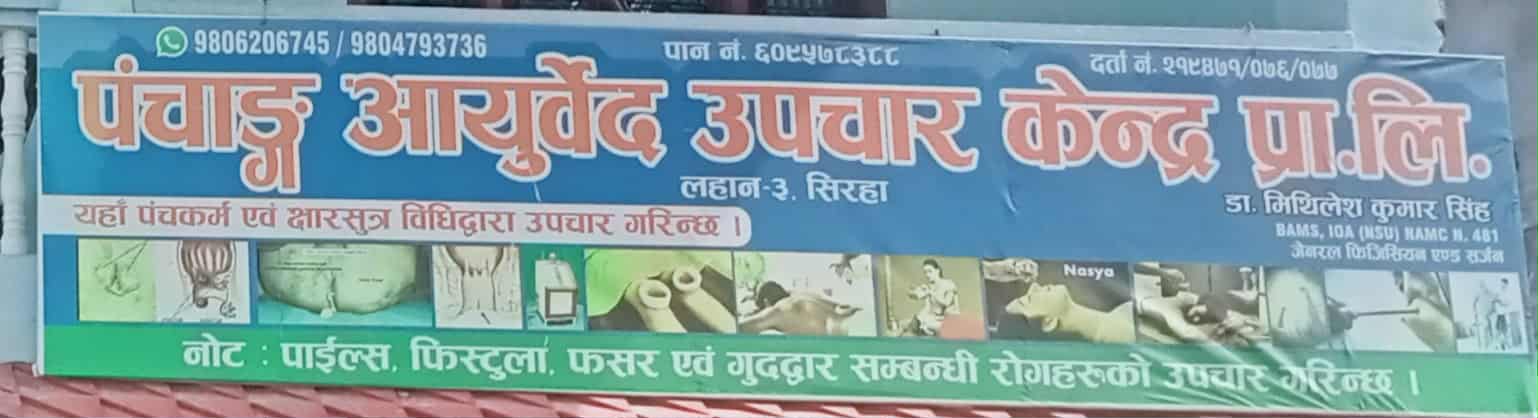 9806206745 / 9804793736
पान नं. ६०९५७८३८८
दर्ता नं. २१९४७१/०७६/०७७
पंचाङ्ग आयुर्वेद उपचार केन्द्र प्रा.लि.
लहान-३, सिरहा
डा. मिथिलेश कुमार सिंह
BAMS, IOA (NSU) NAMC N. 481
जेनरल फिजिसियन एण्ड सर्जन
यहाँ पंचकर्म एवं क्षारसुत्र विधिद्वारा उपचार गरिन्छ ।
Nasya
नोट : पाईल्स, फिस्टुला, फसर एवं गुदद्वार सम्बन्धी रोगहरुको उपचार गरिन्छ ।